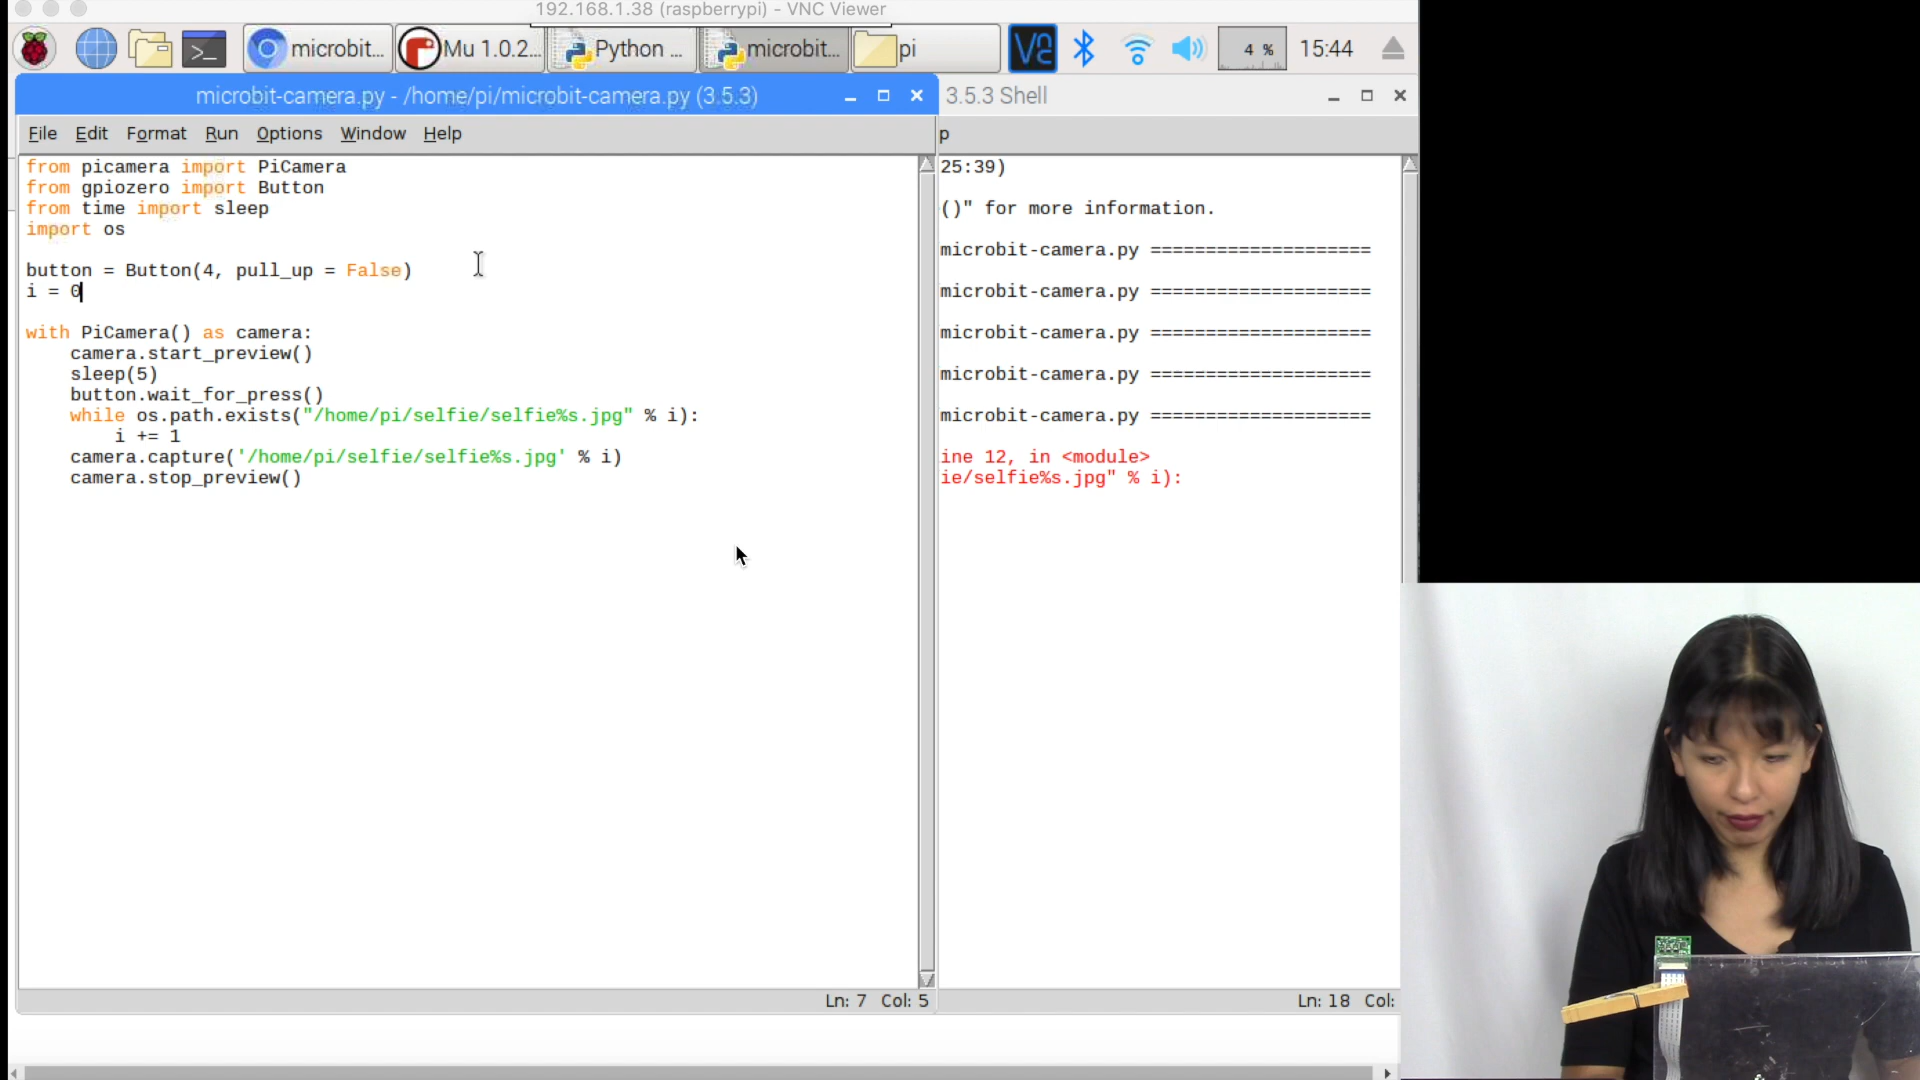 192.168.1.38 (raspberrypi) - VNC Viewer
microbit... Mu 1.0.2... Python ... microbit... pi VNC 4 % 15:44
microbit-camera.py - /home/pi/microbit-camera.py (3.5.3)
File Edit Format Run Options Window Help
from picamera import PiCamera
from gpiozero import Button
from time import sleep
import os
button = Button(4, pull_up = False)
i = 0
with PiCamera() as camera:
    camera.start_preview()
    sleep(5)
    button.wait_for_press()
    while os.path.exists("/home/pi/selfie/selfie%s.jpg" % i):
        i += 1
    camera.capture('/home/pi/selfie/selfie%s.jpg' % i)
    camera.stop_preview()
Ln: 7 Col: 5
3.5.3 Shell
p
25:39)
()" for more information.
microbit-camera.py ====================
microbit-camera.py ====================
microbit-camera.py ====================
microbit-camera.py ====================
microbit-camera.py ====================
ine 12, in <module>
ie/selfie%s.jpg" % i):
Ln: 18 Col: